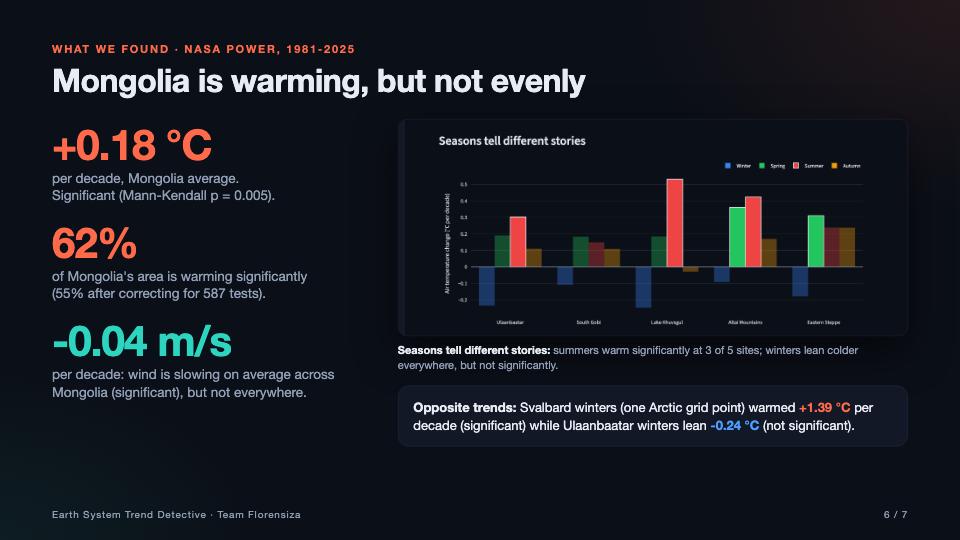 WHAT WE FOUND · NASA POWER, 1981-2025
Mongolia is warming, but not evenly
+0.18 °C
per decade, Mongolia average.
Significant (Mann-Kendall p = 0.005).
62%
of Mongolia's area is warming significantly
(55% after correcting for 587 tests).
-0.04 m/s
per decade: wind is slowing on average across
Mongolia (significant), but not everywhere.
Seasons tell different stories
Winter Spring Summer Autumn
Air temperature change (°C per decade)
0.5
0.4
0.3
0.2
0.1
0
−0.1
−0.2
Ulaanbaatar South Gobi Lake Khuvsgul Altai Mountains Eastern Steppe
Seasons tell different stories: summers warm significantly at 3 of 5 sites; winters lean colder
everywhere, but not significantly.
Opposite trends: Svalbard winters (one Arctic grid point) warmed +1.39 °C per
decade (significant) while Ulaanbaatar winters lean -0.24 °C (not significant).
Earth System Trend Detective · Team Florensiza
6 / 7